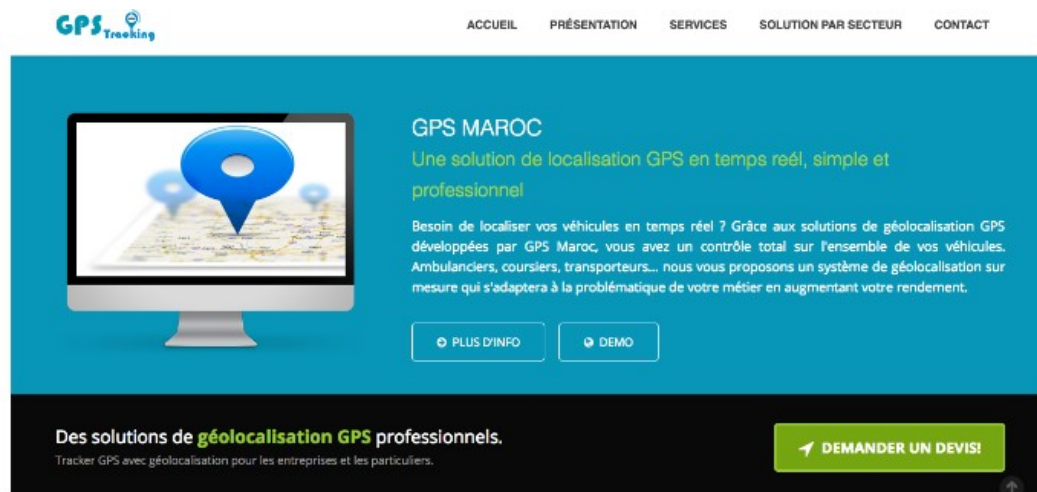 GPS Tracking
ACCUEIL PRÉSENTATION SERVICES SOLUTION PAR SECTEUR CONTACT
GPS MAROC
Une solution de localisation GPS en temps reél, simple et
professionnel
Besoin de localiser vos véhicules en temps réel ? Grâce aux solutions de géolocalisation GPS
développées par GPS Maroc, vous avez un contrôle total sur l'ensemble de vos véhicules.
Ambulanciers, coursiers, transporteurs... nous vous proposons un système de géolocalisation sur
mesure qui s'adaptera à la problématique de votre métier en augmentant votre rendement.
PLUS D'INFO DEMO
Des solutions de géolocalisation GPS professionnels.
Tracker GPS avec géolocalisation pour les entreprises et les particuliers.
DEMANDER UN DEVIS!